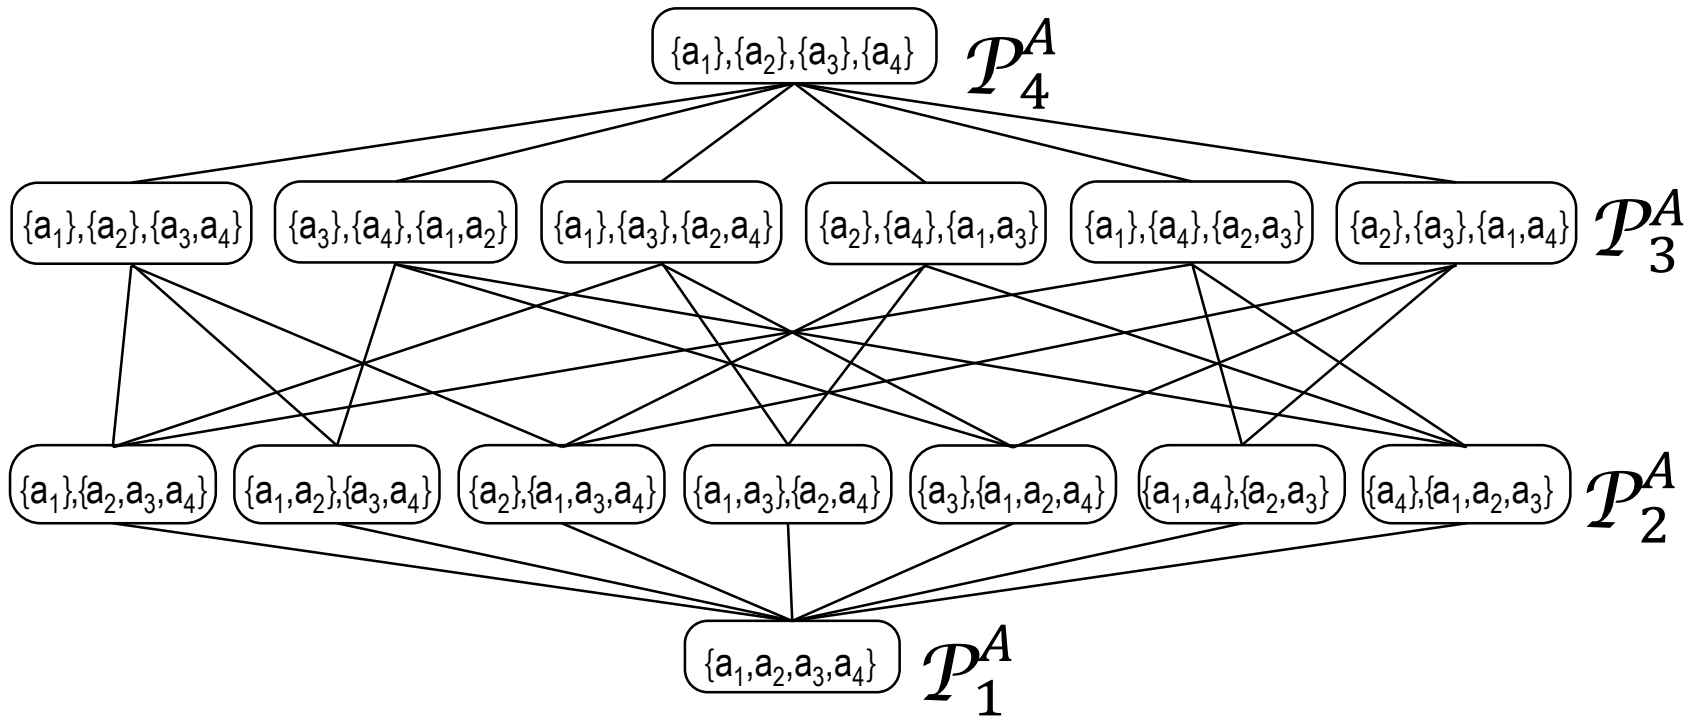 {a₁},{a₂},{a₃},{a₄} 𝒫₄ᴬ
{a₁},{a₂},{a₃,a₄} {a₃},{a₄},{a₁,a₂} {a₁},{a₃},{a₂,a₄} {a₂},{a₄},{a₁,a₃} {a₁},{a₄},{a₂,a₃} {a₂},{a₃},{a₁,a₄} 𝒫₃ᴬ
{a₁},{a₂,a₃,a₄} {a₁,a₂},{a₃,a₄} {a₂},{a₁,a₃,a₄} {a₁,a₃},{a₂,a₄} {a₃},{a₁,a₂,a₄} {a₁,a₄},{a₂,a₃} {a₄},{a₁,a₂,a₃} 𝒫₂ᴬ
{a₁,a₂,a₃,a₄} 𝒫₁ᴬ